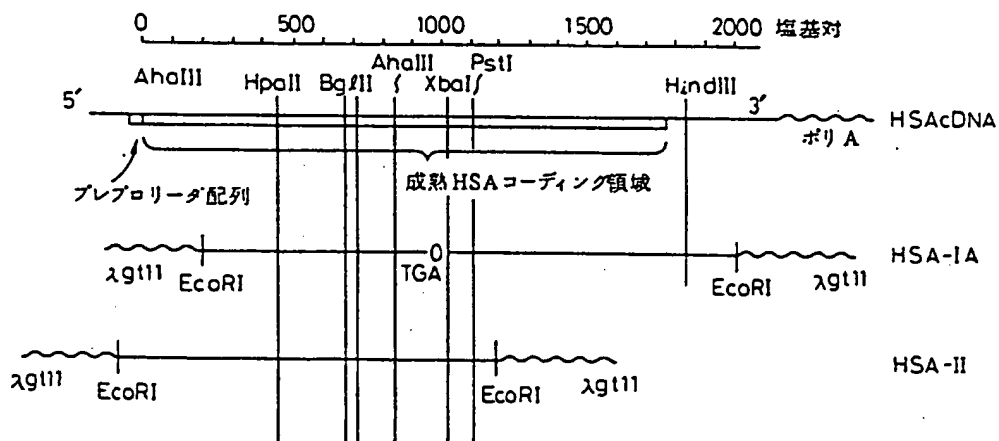 0 500 1000 1500 2000 塩基対
AhaIII PstI
AhaIII HpaII BglII XbaI HindIII
5′ 3′ HSAcDNA
ポリA
プレプロリーダ配列 成熟HSAコーディング領域
0 HSA-IA
λgt11 EcoRI TGA EcoRI λgt11
HSA-II
λgt11 EcoRI EcoRI λgt11